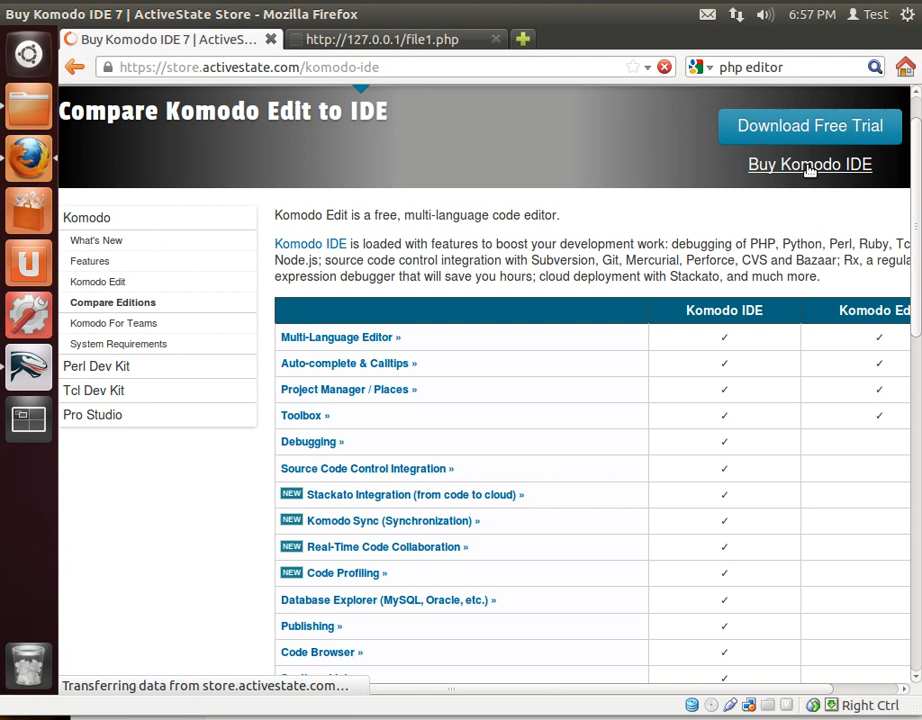 Buy Komodo IDE 7 | ActiveState Store - Mozilla Firefox
6:57 PM Test
Buy Komodo IDE 7 | ActiveS...
http://127.0.0.1/file1.php
https://store.activestate.com/komodo-ide
php editor
Compare Komodo Edit to IDE
Download Free Trial
Buy Komodo IDE
Komodo
What's New
Features
Komodo Edit
Compare Editions
Komodo For Teams
System Requirements
Perl Dev Kit
Tcl Dev Kit
Pro Studio
Komodo Edit is a free, multi-language code editor.
Komodo IDE is loaded with features to boost your development work: debugging of PHP, Python, Perl, Ruby, Tc
Node.js; source code control integration with Subversion, Git, Mercurial, Perforce, CVS and Bazaar; Rx, a regula
expression debugger that will save you hours; cloud deployment with Stackato, and much more.
Komodo IDE Komodo Ed
Multi-Language Editor » ✓ ✓
Auto-complete & Calltips » ✓ ✓
Project Manager / Places » ✓ ✓
Toolbox » ✓ ✓
Debugging » ✓
Source Code Control Integration » ✓
NEW Stackato Integration (from code to cloud) » ✓
NEW Komodo Sync (Synchronization) » ✓
NEW Real-Time Code Collaboration » ✓
NEW Code Profiling » ✓
Database Explorer (MySQL, Oracle, etc.) » ✓
Publishing » ✓
Code Browser » ✓
Transferring data from store.activestate.com...
Right Ctrl